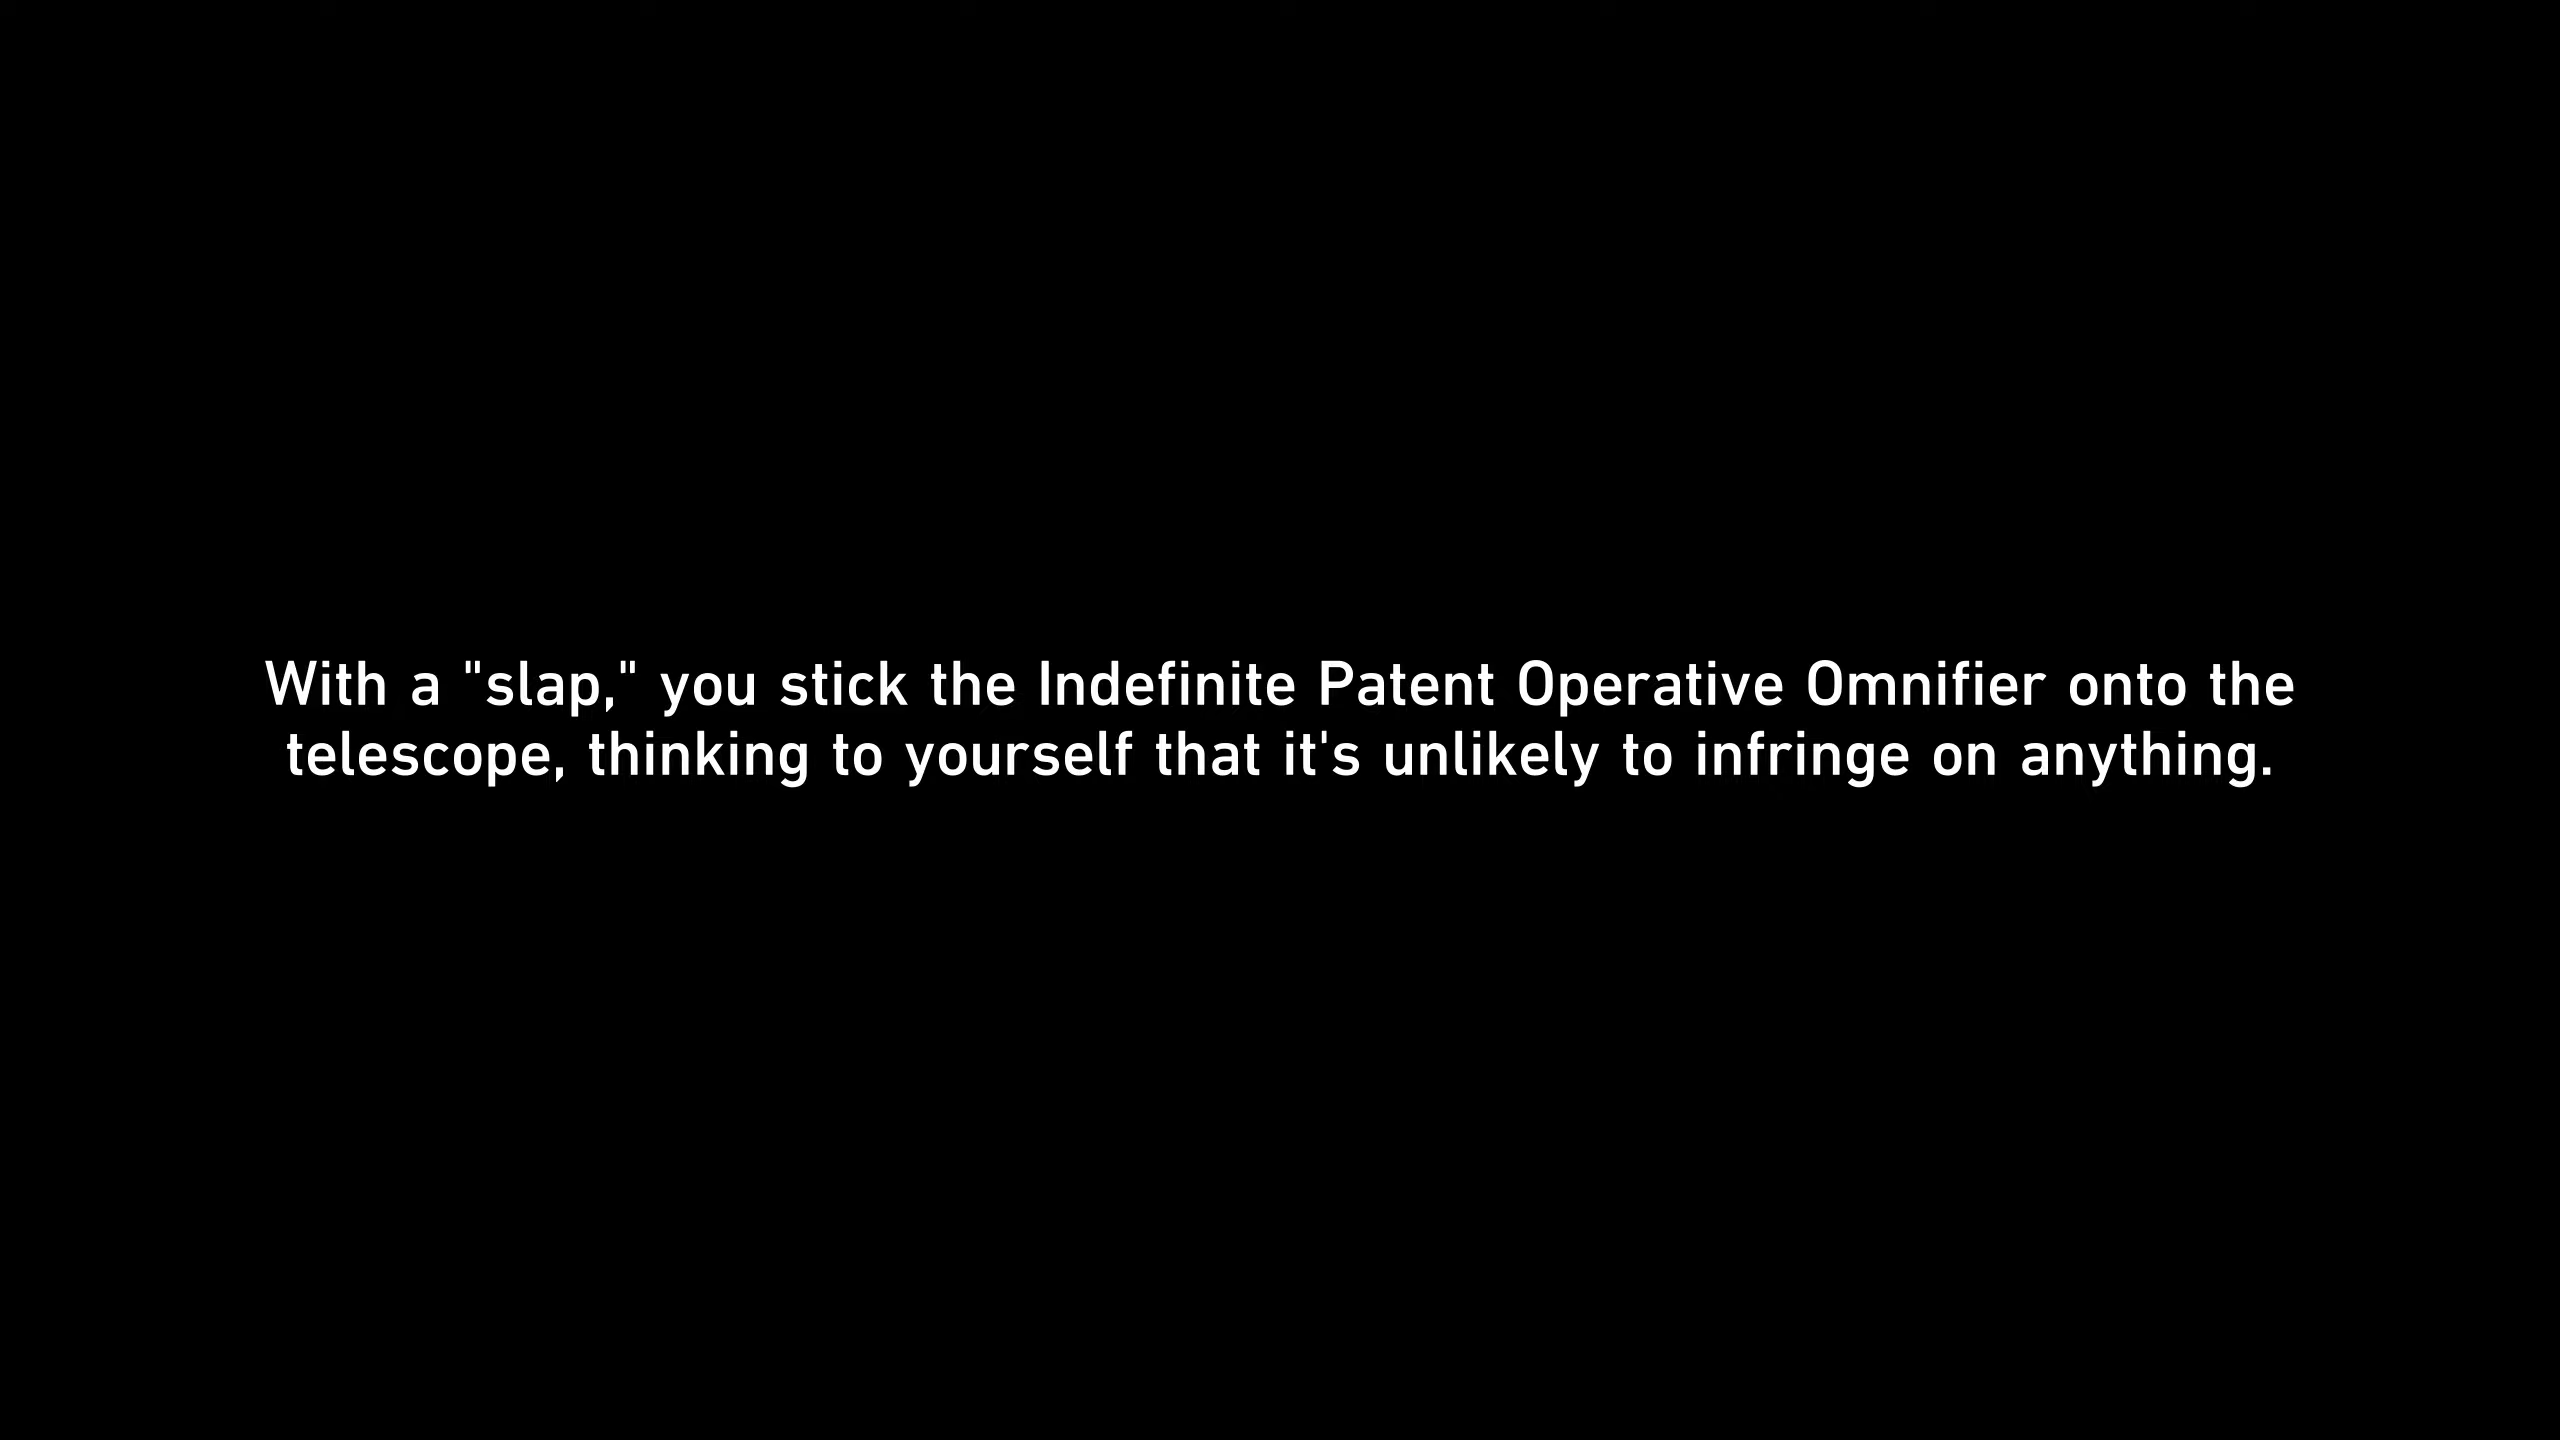 With a "slap," you stick the Indefinite Patent Operative Omnifier onto the
telescope, thinking to yourself that it's unlikely to infringe on anything.